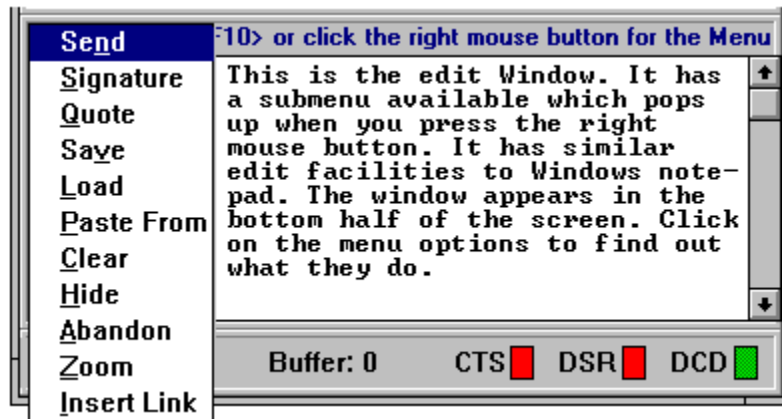 Send
Signature
Quote
Save
Load
Paste From
Clear
Hide
Abandon
Zoom
Insert Link
F10> or click the right mouse button for the Menu
This is the edit Window. It has
a submenu available which pops
up when you press the right
mouse button. It has similar
edit facilities to Windows note-
pad. The window appears in the
bottom half of the screen. Click
on the menu options to find out
what they do.
Buffer: 0 CTS DSR DCD